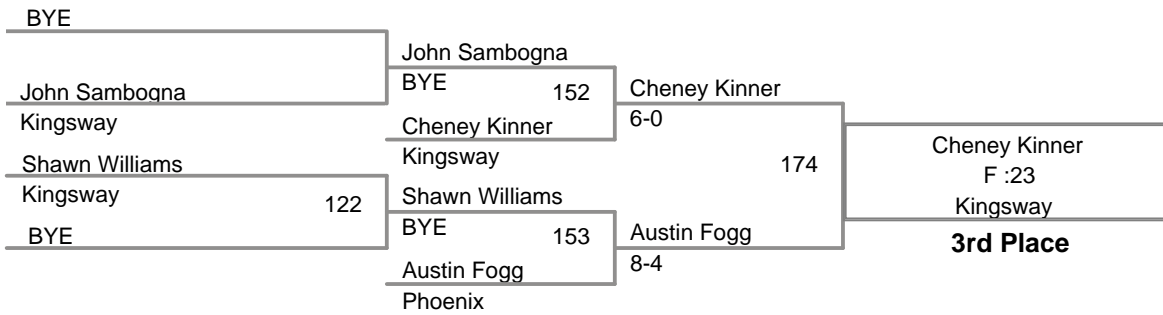 BYE
John Sambogna
Kingsway
Shawn Williams
Kingsway
122
BYE
John Sambogna
BYE
152
Cheney Kinner
Kingsway
Shawn Williams
BYE
153
Austin Fogg
Phoenix
Cheney Kinner
6-0
174
Austin Fogg
8-4
Cheney Kinner
F :23
Kingsway
3rd Place